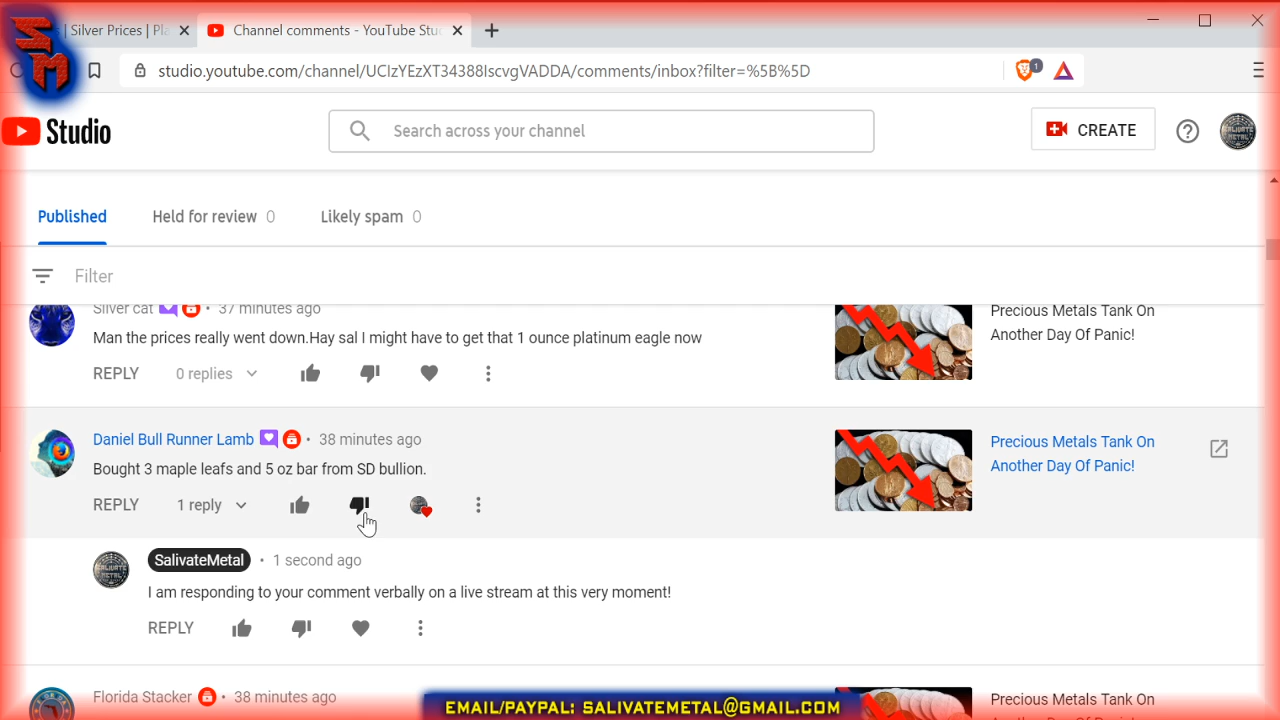 SM
| Silver Prices | Pla
Channel comments - YouTube Stud
studio.youtube.com/channel/UCIzYEzXT34388IscvgVADDA/comments/inbox?filter=%5B%5D
1
Studio
Search across your channel
CREATE
SALIVATE METAL
Published
Held for review 0
Likely spam 0
Filter
Silver cat • 37 minutes ago
Man the prices really went down.Hay sal I might have to get that 1 ounce platinum eagle now
REPLY 0 replies
Precious Metals Tank On
Another Day Of Panic!
Daniel Bull Runner Lamb • 38 minutes ago
Bought 3 maple leafs and 5 oz bar from SD bullion.
REPLY 1 reply
Precious Metals Tank On
Another Day Of Panic!
SalivateMetal • 1 second ago
I am responding to your comment verbally on a live stream at this very moment!
REPLY
Florida Stacker • 38 minutes ago
Precious Metals Tank On
EMAIL/PAYPAL: SALIVATEMETAL@GMAIL.COM